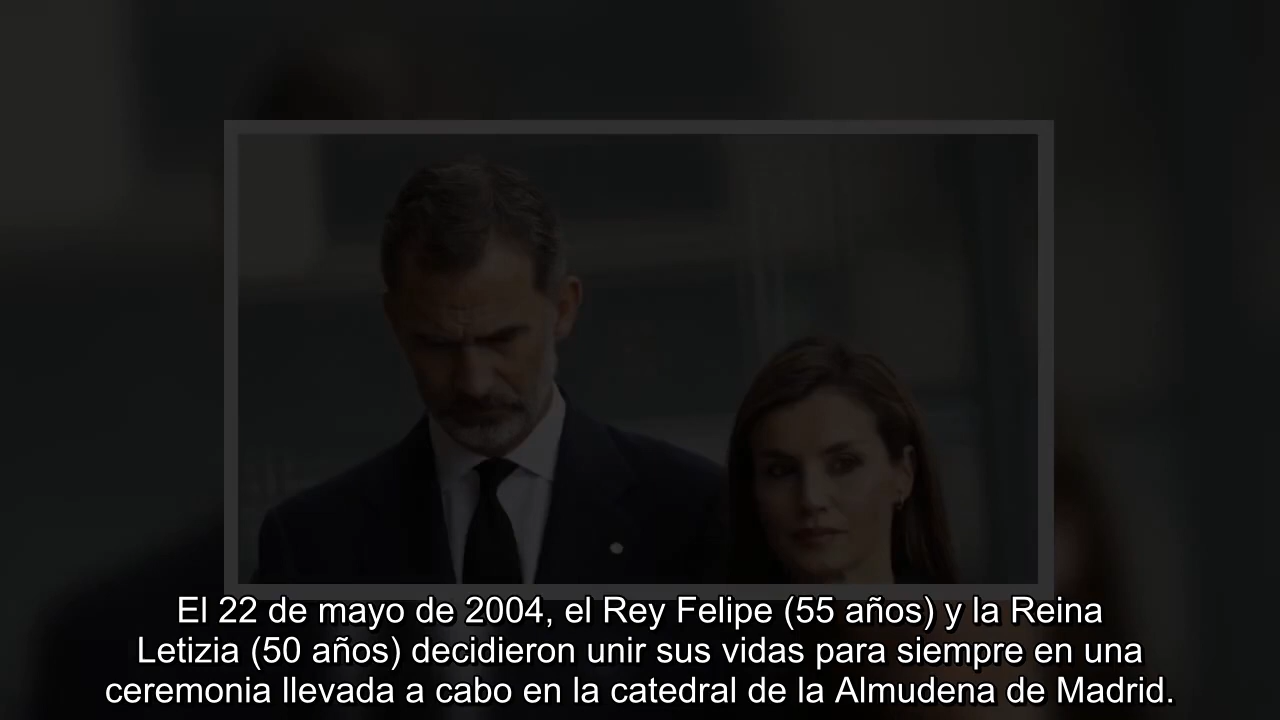 El 22 de mayo de 2004, el Rey Felipe (55 años) y la Reina
Letizia (50 años) decidieron unir sus vidas para siempre en una
ceremonia llevada a cabo en la catedral de la Almudena de Madrid.